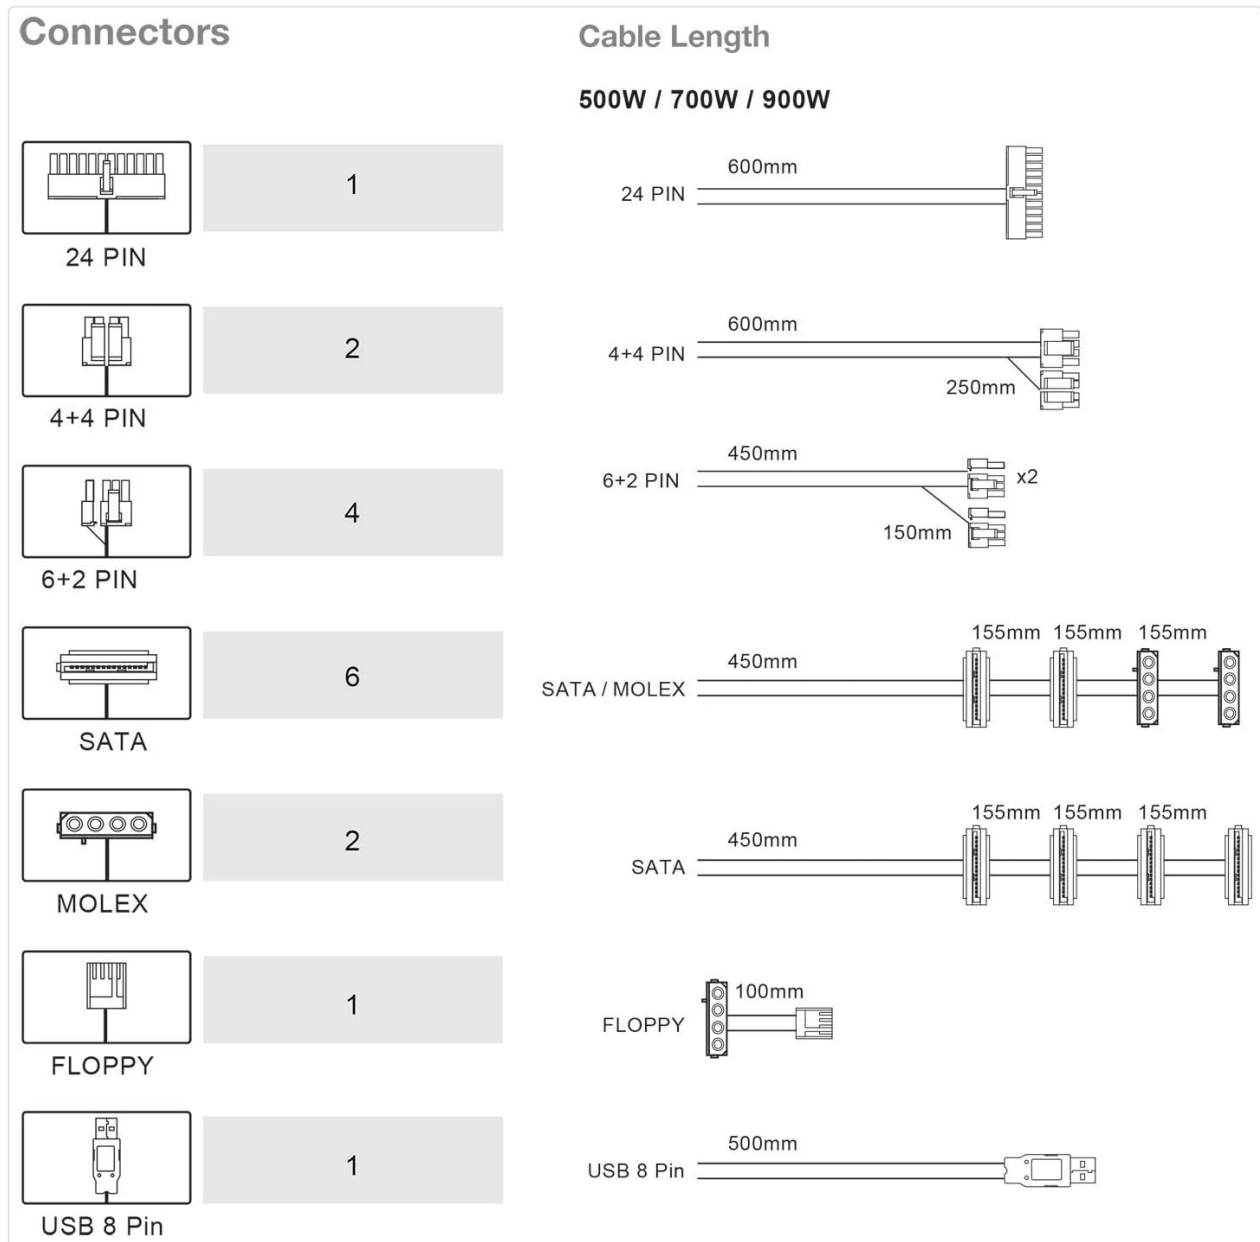 Connectors
Cable Length
500W / 700W / 900W
1
24 PIN
600mm
24 PIN
2
4+4 PIN
600mm
4+4 PIN
250mm
4
6+2 PIN
450mm
6+2 PIN
x2
150mm
6
SATA
155mm 155mm 155mm
450mm
SATA / MOLEX
2
MOLEX
155mm 155mm 155mm
450mm
SATA
1
FLOPPY
100mm
FLOPPY
1
USB 8 Pin
500mm
USB 8 Pin